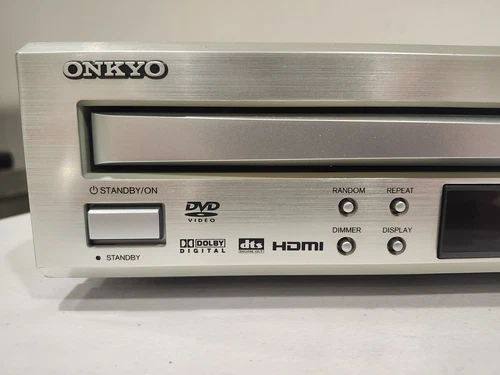 ONKYO
STANDBY/ON
DVD
VIDEO
RANDOM
REPEAT
DOLBY
DIGITAL
dts
HDMI
DIMMER
DISPLAY
STANDBY